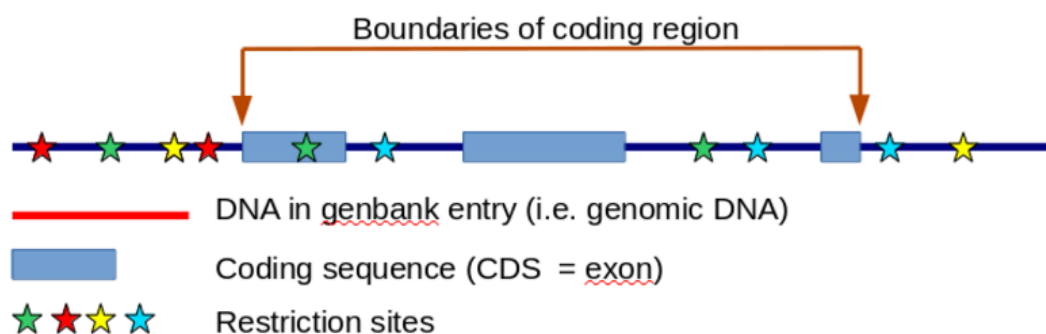 Boundaries of coding region
DNA in genbank entry (i.e. genomic DNA)
Coding sequence (CDS = exon)
Restriction sites